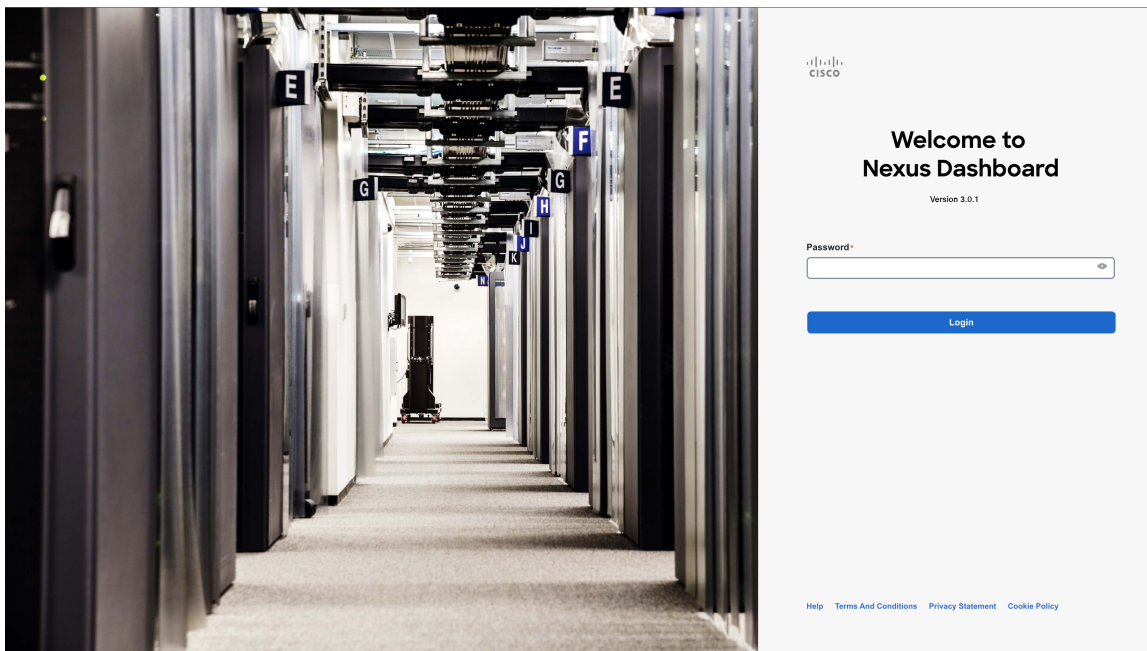 E
E
F
G
G
H
I
J
K
N
CISCO
Welcome to
Nexus Dashboard
Version 3.0.1
Password*
Login
Help Terms And Conditions Privacy Statement Cookie Policy